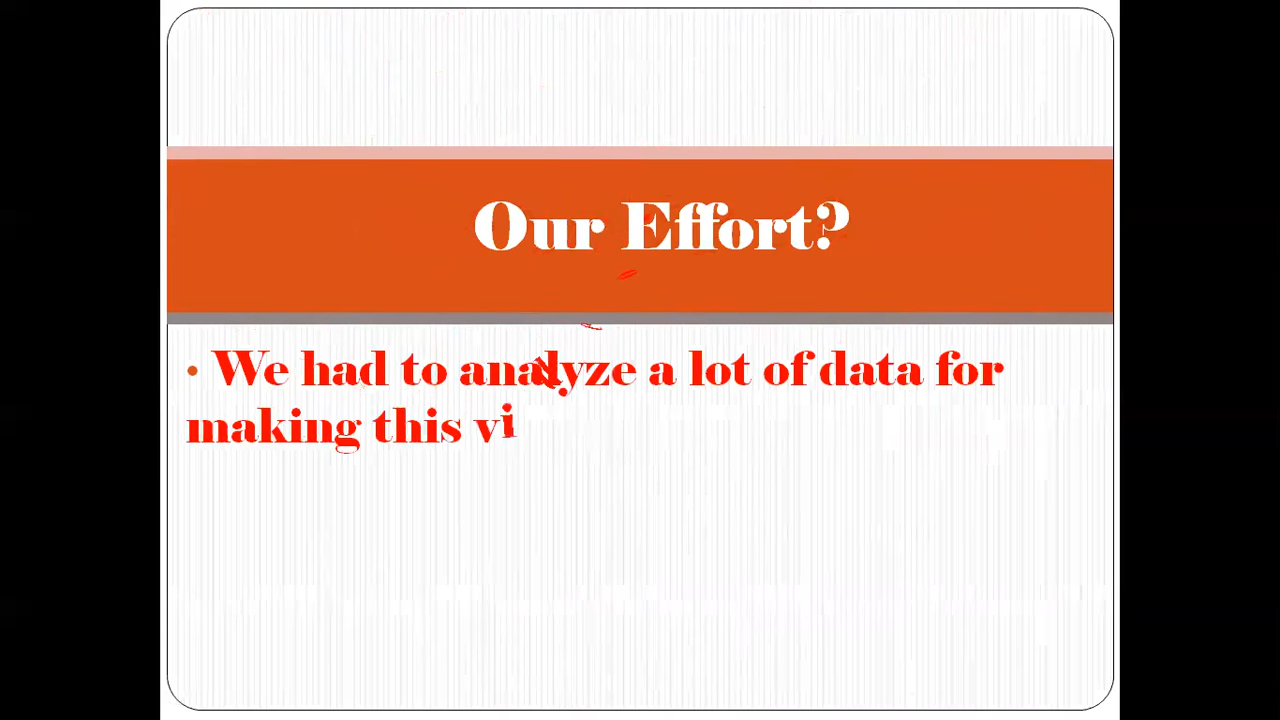 Our Effort?
• We had to analyze a lot of data for
making this vi